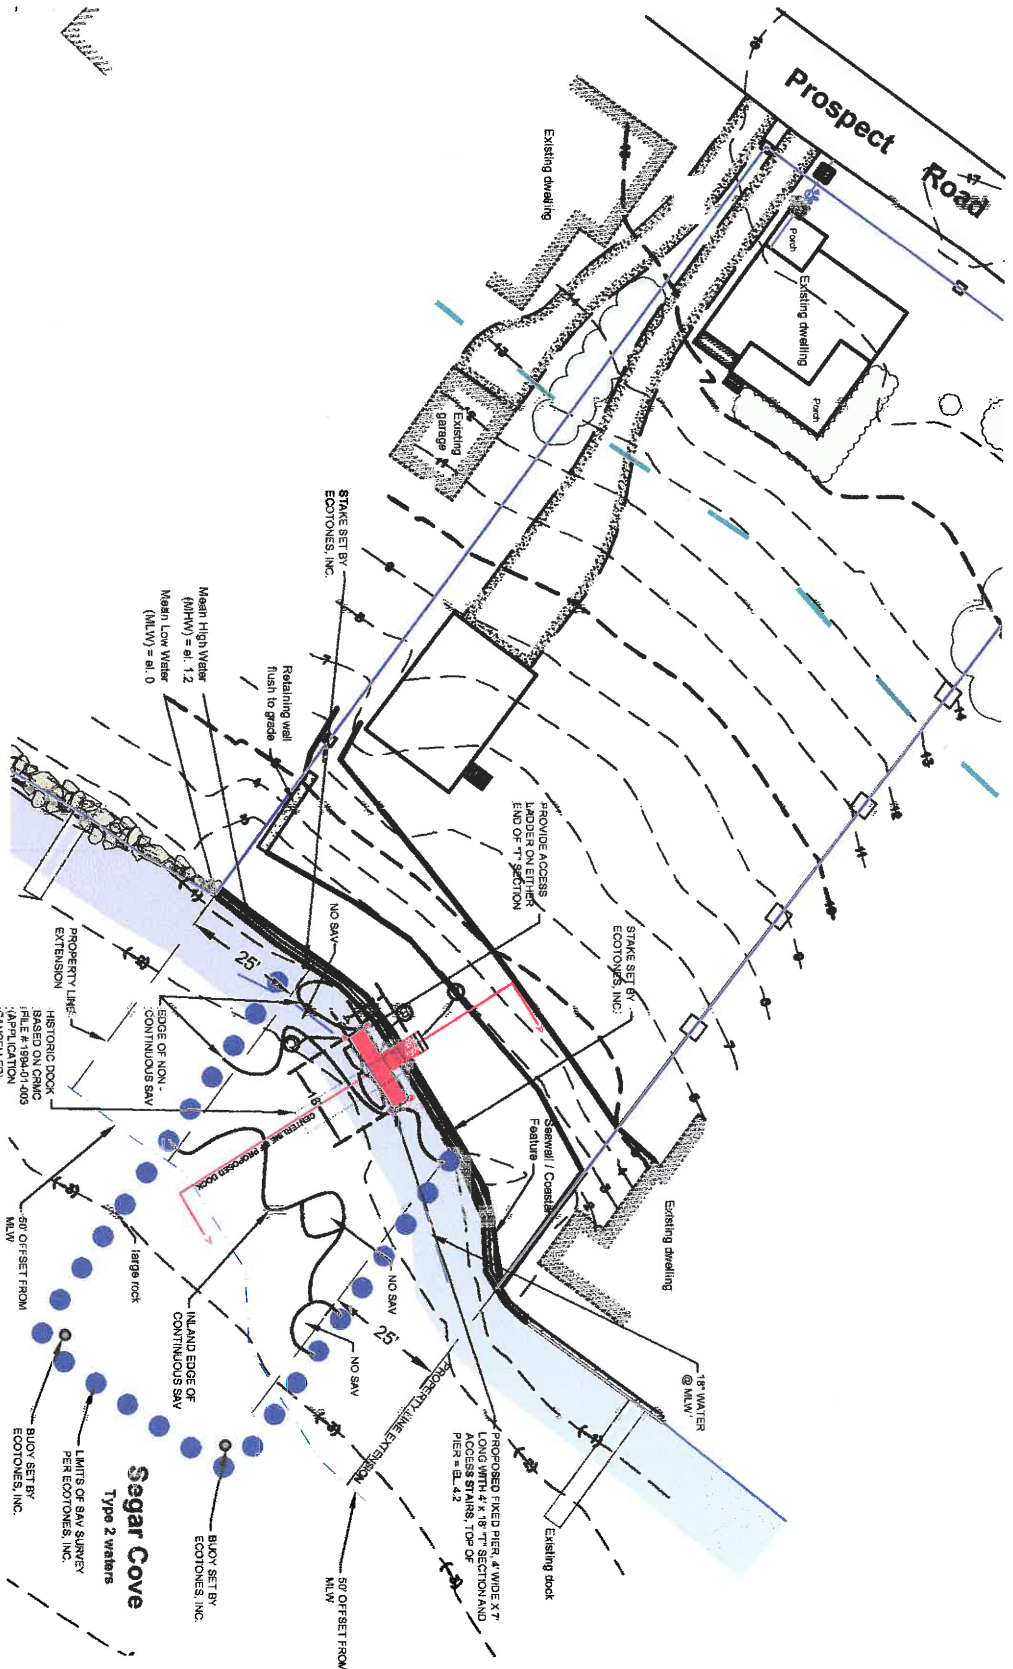 Prospect Road
Existing dwelling
Porch
Existing dwelling
Porch
Existing
garage
STAKE SET BY
ECOTONES, INC.
Mean High Water
(MHW) = el. 1.2
Mean Low Water
(MLW) = el. 0
Retaining wall
flush to grade
PROVIDE ACCESS
LADDER ON EITHER
END OF "T" SECTION
STAKE SET BY
ECOTONES, INC.
NO SAV
25'
PROPERTY LINE
EXTENSION
EDGE OF NON -
CONTINUOUS SAV
HISTORIC DOCK
BASED ON CRMC
FILE # 1994-01-003
(APPLICATION
18'
CENTERLINE OF PROPOSED DOCK
Seawall / Coastal
Feature
Existing dwelling
50' OFFSET FROM
MLW
large rock
INLAND EDGE OF
CONTINUOUS SAV
NO SAV
NO SAV
25'
PROPERTY LINE EXTENSION
18" WATER
@ MLW
PROPOSED FIXED PIER, 4' WIDE X 7'
LONG WITH 4' x 18' "T" SECTION AND
ACCESS STAIRS, TOP OF
PIER = EL. 4.2
Existing dock
50' OFFSET FROM
MLW
BUOY SET BY
ECOTONES, INC.
LIMITS OF SAV SURVEY
PER ECOTONES, INC.
BUOY SET BY
ECOTONES, INC.
Segar Cove
Type 2 waters